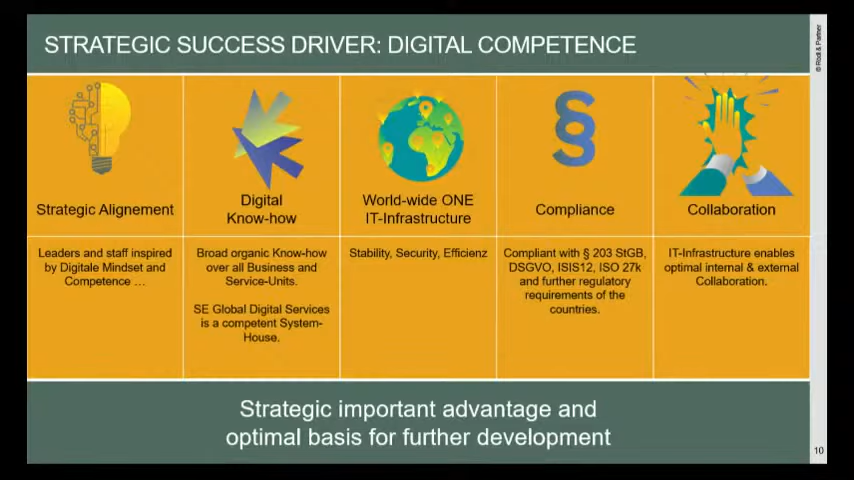 STRATEGIC SUCCESS DRIVER: DIGITAL COMPETENCE
© Rödl & Partner
Strategic Alignement
Digital
Know-how
World-wide ONE
IT-Infrastructure
§
Compliance
Collaboration
Leaders and staff inspired
by Digitale Mindset and
Competence ...
Broad organic Know-how
over all Business and
Service-Units.
SE Global Digital Services
is a competent System-
House.
Stability, Security, Efficienz
Compliant with § 203 StGB,
DSGVO, ISIS12, ISO 27k
and further regulatory
requirements of the
countries.
IT-Infrastructure enables
optimal internal & external
Collaboration.
Strategic important advantage and
optimal basis for further development
10